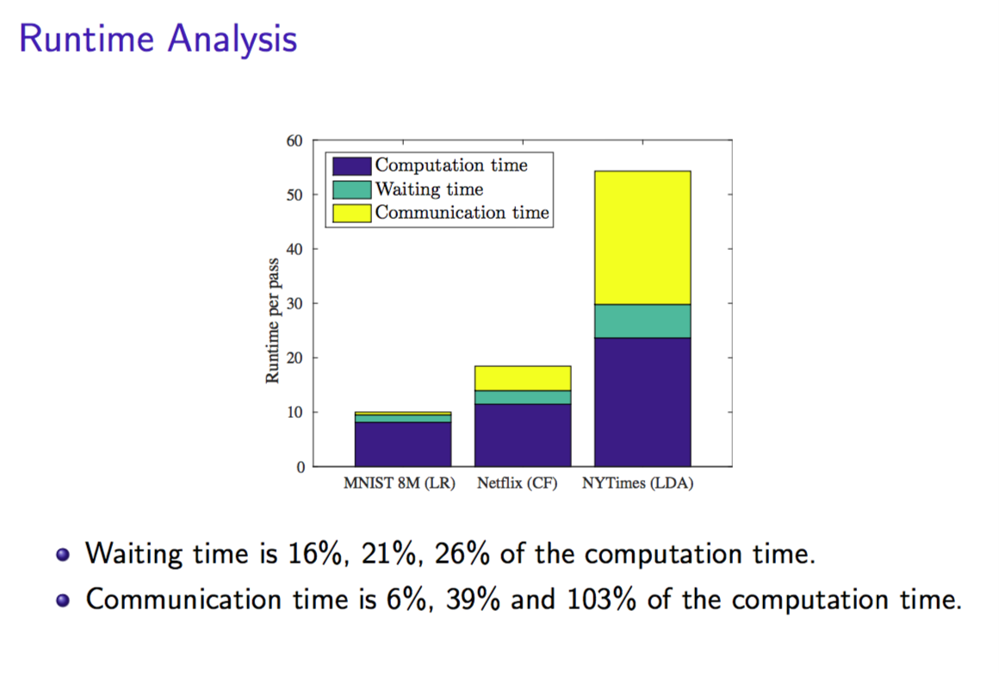 Runtime Analysis
60
50
40
30
20
10
0
Runtime per pass
Computation time
Waiting time
Communication time
MNIST 8M (LR) Netflix (CF) NYTimes (LDA)
Waiting time is 16%, 21%, 26% of the computation time.
Communication time is 6%, 39% and 103% of the computation time.